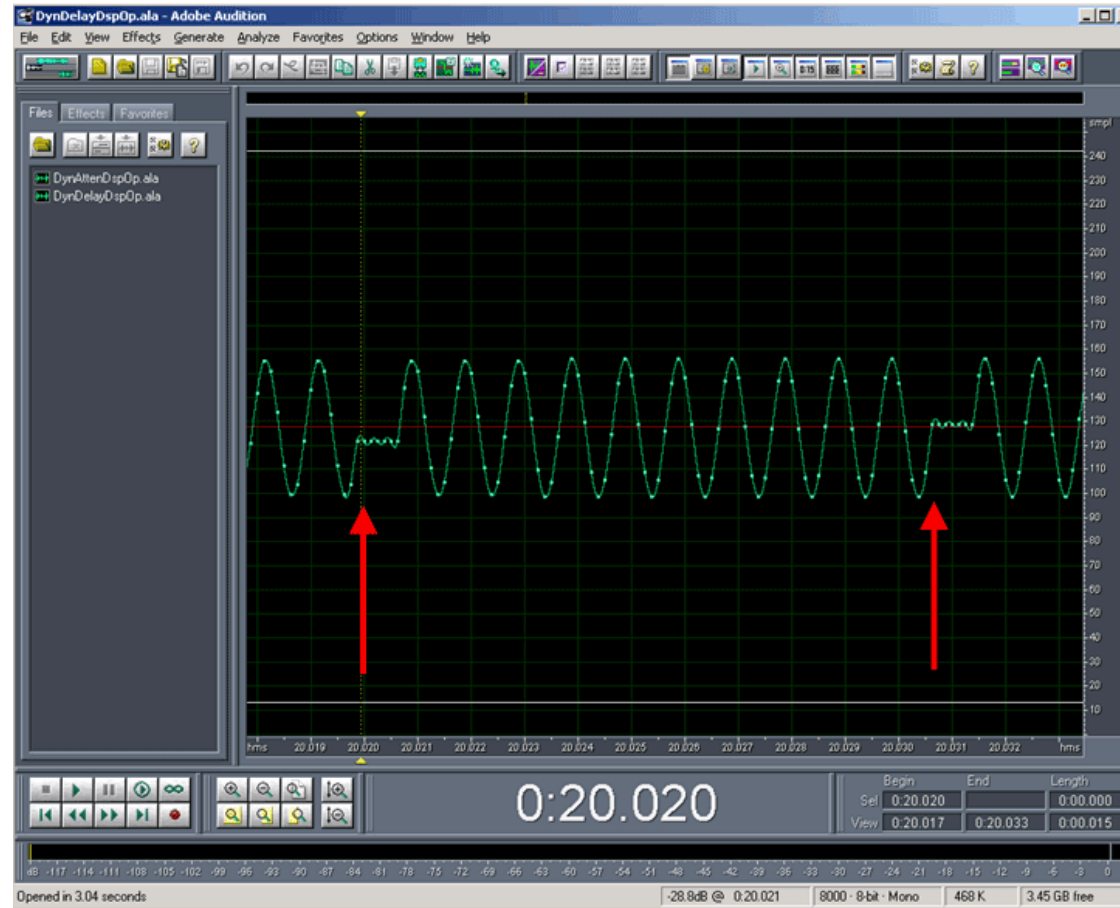 DynDelayDspOp.ala - Adobe Audition
File Edit View Effects Generate Analyze Favorites Options Window Help
Files Effects Favorites
DynAttenDspOp.ala
DynDelayDspOp.ala
smpl
240
230
220
210
200
190
180
170
160
150
140
130
120
110
100
90
80
70
60
50
40
30
20
10
hms 20.019 20.020 20.021 20.022 20.023 20.024 20.025 20.026 20.027 20.028 20.029 20.030 20.031 20.032 hms
0:20.020
Begin End Length
Sel 0:20.020 0:00.000
View 0:20.017 0:20.033 0:00.015
dB -117 -114 -111 -108 -105 -102 -99 -96 -93 -90 -87 -84 -81 -78 -75 -72 -69 -66 -63 -60 -57 -54 -51 -48 -45 -42 -39 -36 -33 -30 -27 -24 -21 -18 -15 -12 -9 -6 -3 0
Opened in 3.04 seconds -28.8dB @ 0:20.021 8000 · 8-bit · Mono 468 K 3.45 GB free